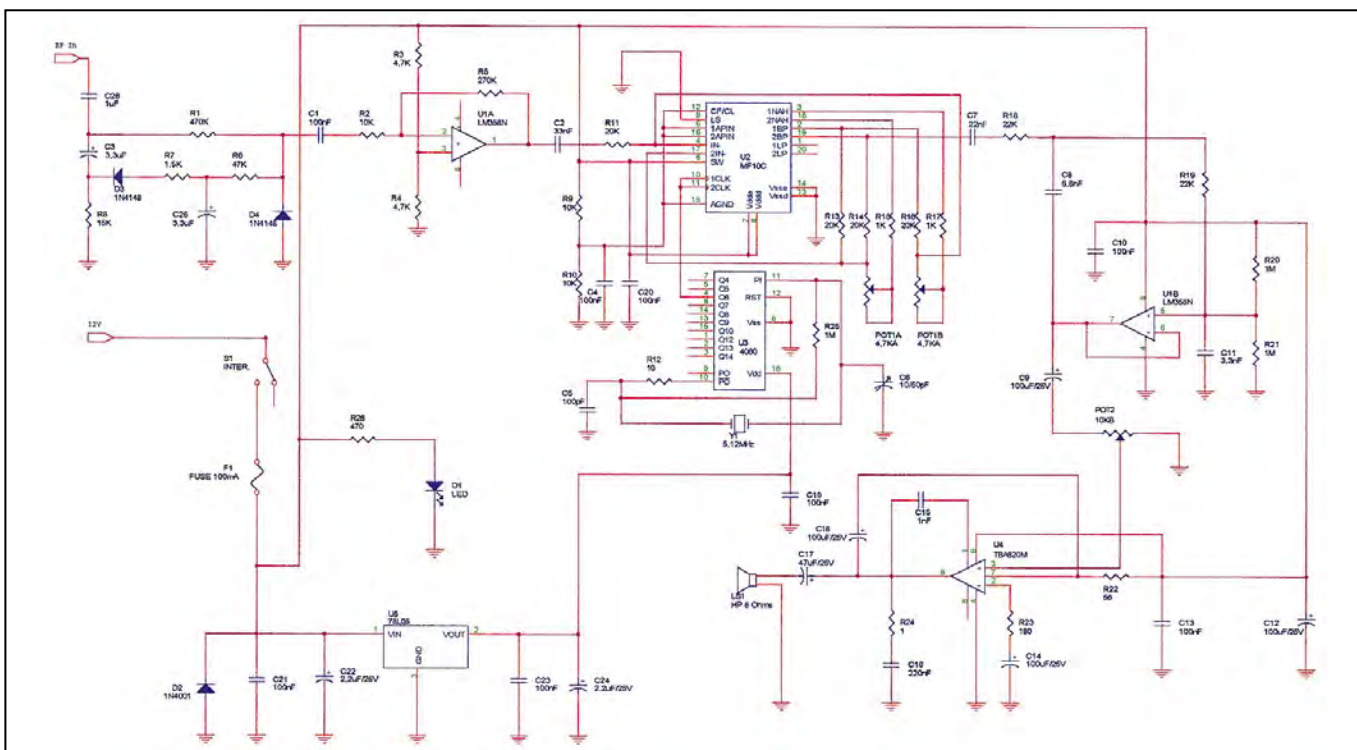 BF In
C28
1uF
R1
470K
C3
3,3uF
R7
1.5K
R6
47K
D3
1N4148
C26
3,3uF
D4
1N4148
R8
15K
C1
100nF
R2
10K
R3
4,7K
R5
270K
U1A
LM358N
2
3
1
R4
4,7K
C2
33nF
R11
20K
R9
10K
R10
10K
C4
100nF
C20
100nF
U2
MF10C
CF/CL
LS
1APIN
2APIN
IN-
2IN-
SW
1CLK
2CLK
AGND
1NAH
2NAH
1BP
2BP
1LP
2LP
Vssa
Vssd
Vdda
Vddd
R13
20K
R14
20K
R15
1K
R16
20K
R17
1K
POT1A
4,7KA
POT1B
4,7KA
C7
22nF
R18
22K
C8
6,8nF
R19
22K
C10
100nF
R20
1M
U1B
LM358N
R21
1M
C11
3,3nF
C9
100uF/25V
POT2
10KB
Q4
Q5
Q6
Q7
Q8
Q9
Q10
Q12
Q13
Q14
PI
RST
Vss
U3
4060
PO
PO
Vdd
R25
1M
R12
10
C5
100pF
C6
10/60pF
Y1
5,12MHz
12V
S1
INTER.
F1
FUSE 100mA
R26
470
D1
LED
C19
100nF
C18
100uF/25V
C15
1nF
C17
47uF/25V
LS1
HP 8 Ohms
U4
TBA820M
R22
56
R24
1
R23
180
C14
100uF/25V
C13
100nF
C12
100uF/25V
220nF
D2
1N4001
C21
100nF
C22
2,2uF/25V
U5
78L05
VIN
VOUT
GND
1
2
3
C23
100nF
C24
2,2uF/25V